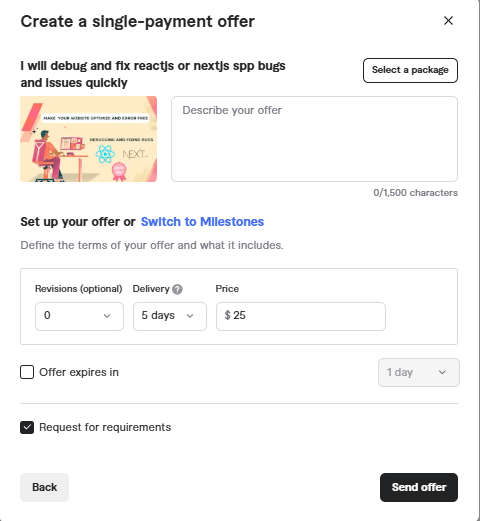 Create a single-payment offer
I will debug and fix reactjs or nextjs spp bugs
and issues quickly
Select a package
MAKE YOUR WEBSITE OPTIMIZE AND ERROR FREE
DEBUGGING AND FIXING BUGS
NEXT.JS
Describe your offer
0/1,500 characters
Set up your offer or Switch to Milestones
Define the terms of your offer and what it includes.
Revisions (optional) Delivery ? Price
0 5 days $ 25
Offer expires in 1 day
Request for requirements
Back Send offer